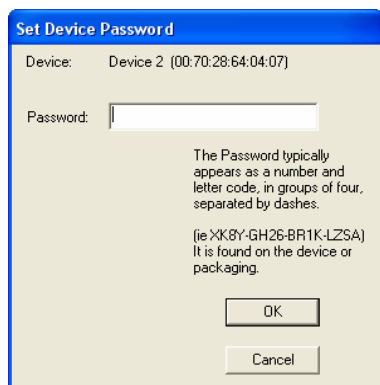 Set Device Password
Device: Device 2 (00:70:28:64:04:07)
Password:
The Password typically
appears as a number and
letter code, in groups of four,
separated by dashes.
(ie XK8Y-GH26-BR1K-LZSA)
It is found on the device or
packaging.
OK
Cancel